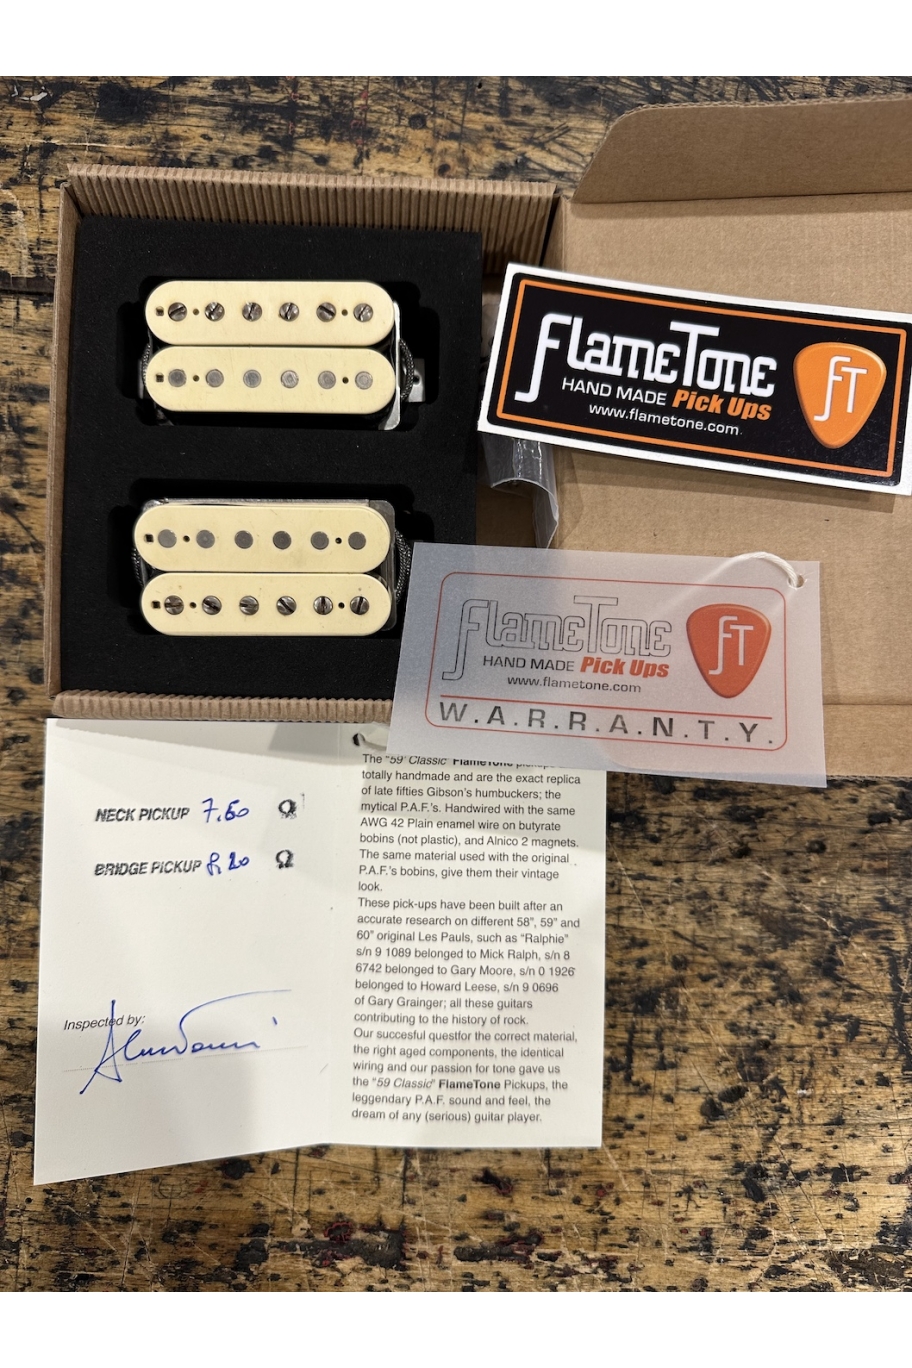 FlameTone
HAND MADE Pick Ups
www.flametone.com
FT
FlameTone
HAND MADE Pick Ups
www.flametone.com
FT
W.A.R.R.A.N.T.Y.
NECK PICKUP 7,60 Ω
BRIDGE PICKUP 8,20 Ω
Inspected by:
The "59' Classic" FlameTone pickups
totally handmade and are the exact replica
of late fifties Gibson's humbuckers; the
mythical P.A.F.'s. Handwired with the same
AWG 42 Plain enamel wire on butyrate
bobins (not plastic), and Alnico 2 magnets.
The same material used with the original
P.A.F.'s bobins, give them their vintage
look.
These pick-ups have been built after an
accurate research on different 58", 59" and
60" original Les Pauls, such as "Ralphie"
s/n 9 1089 belonged to Mick Ralph, s/n 8
6742 belonged to Gary Moore, s/n 0 1926
belonged to Howard Leese, s/n 9 0696
of Gary Grainger; all these guitars
contributing to the history of rock.
Our succesful questfor the correct material,
the right aged components, the identical
wiring and our passion for tone gave us
the "59 Classic" FlameTone Pickups, the
leggendary P.A.F. sound and feel, the
dream of any (serious) guitar player.